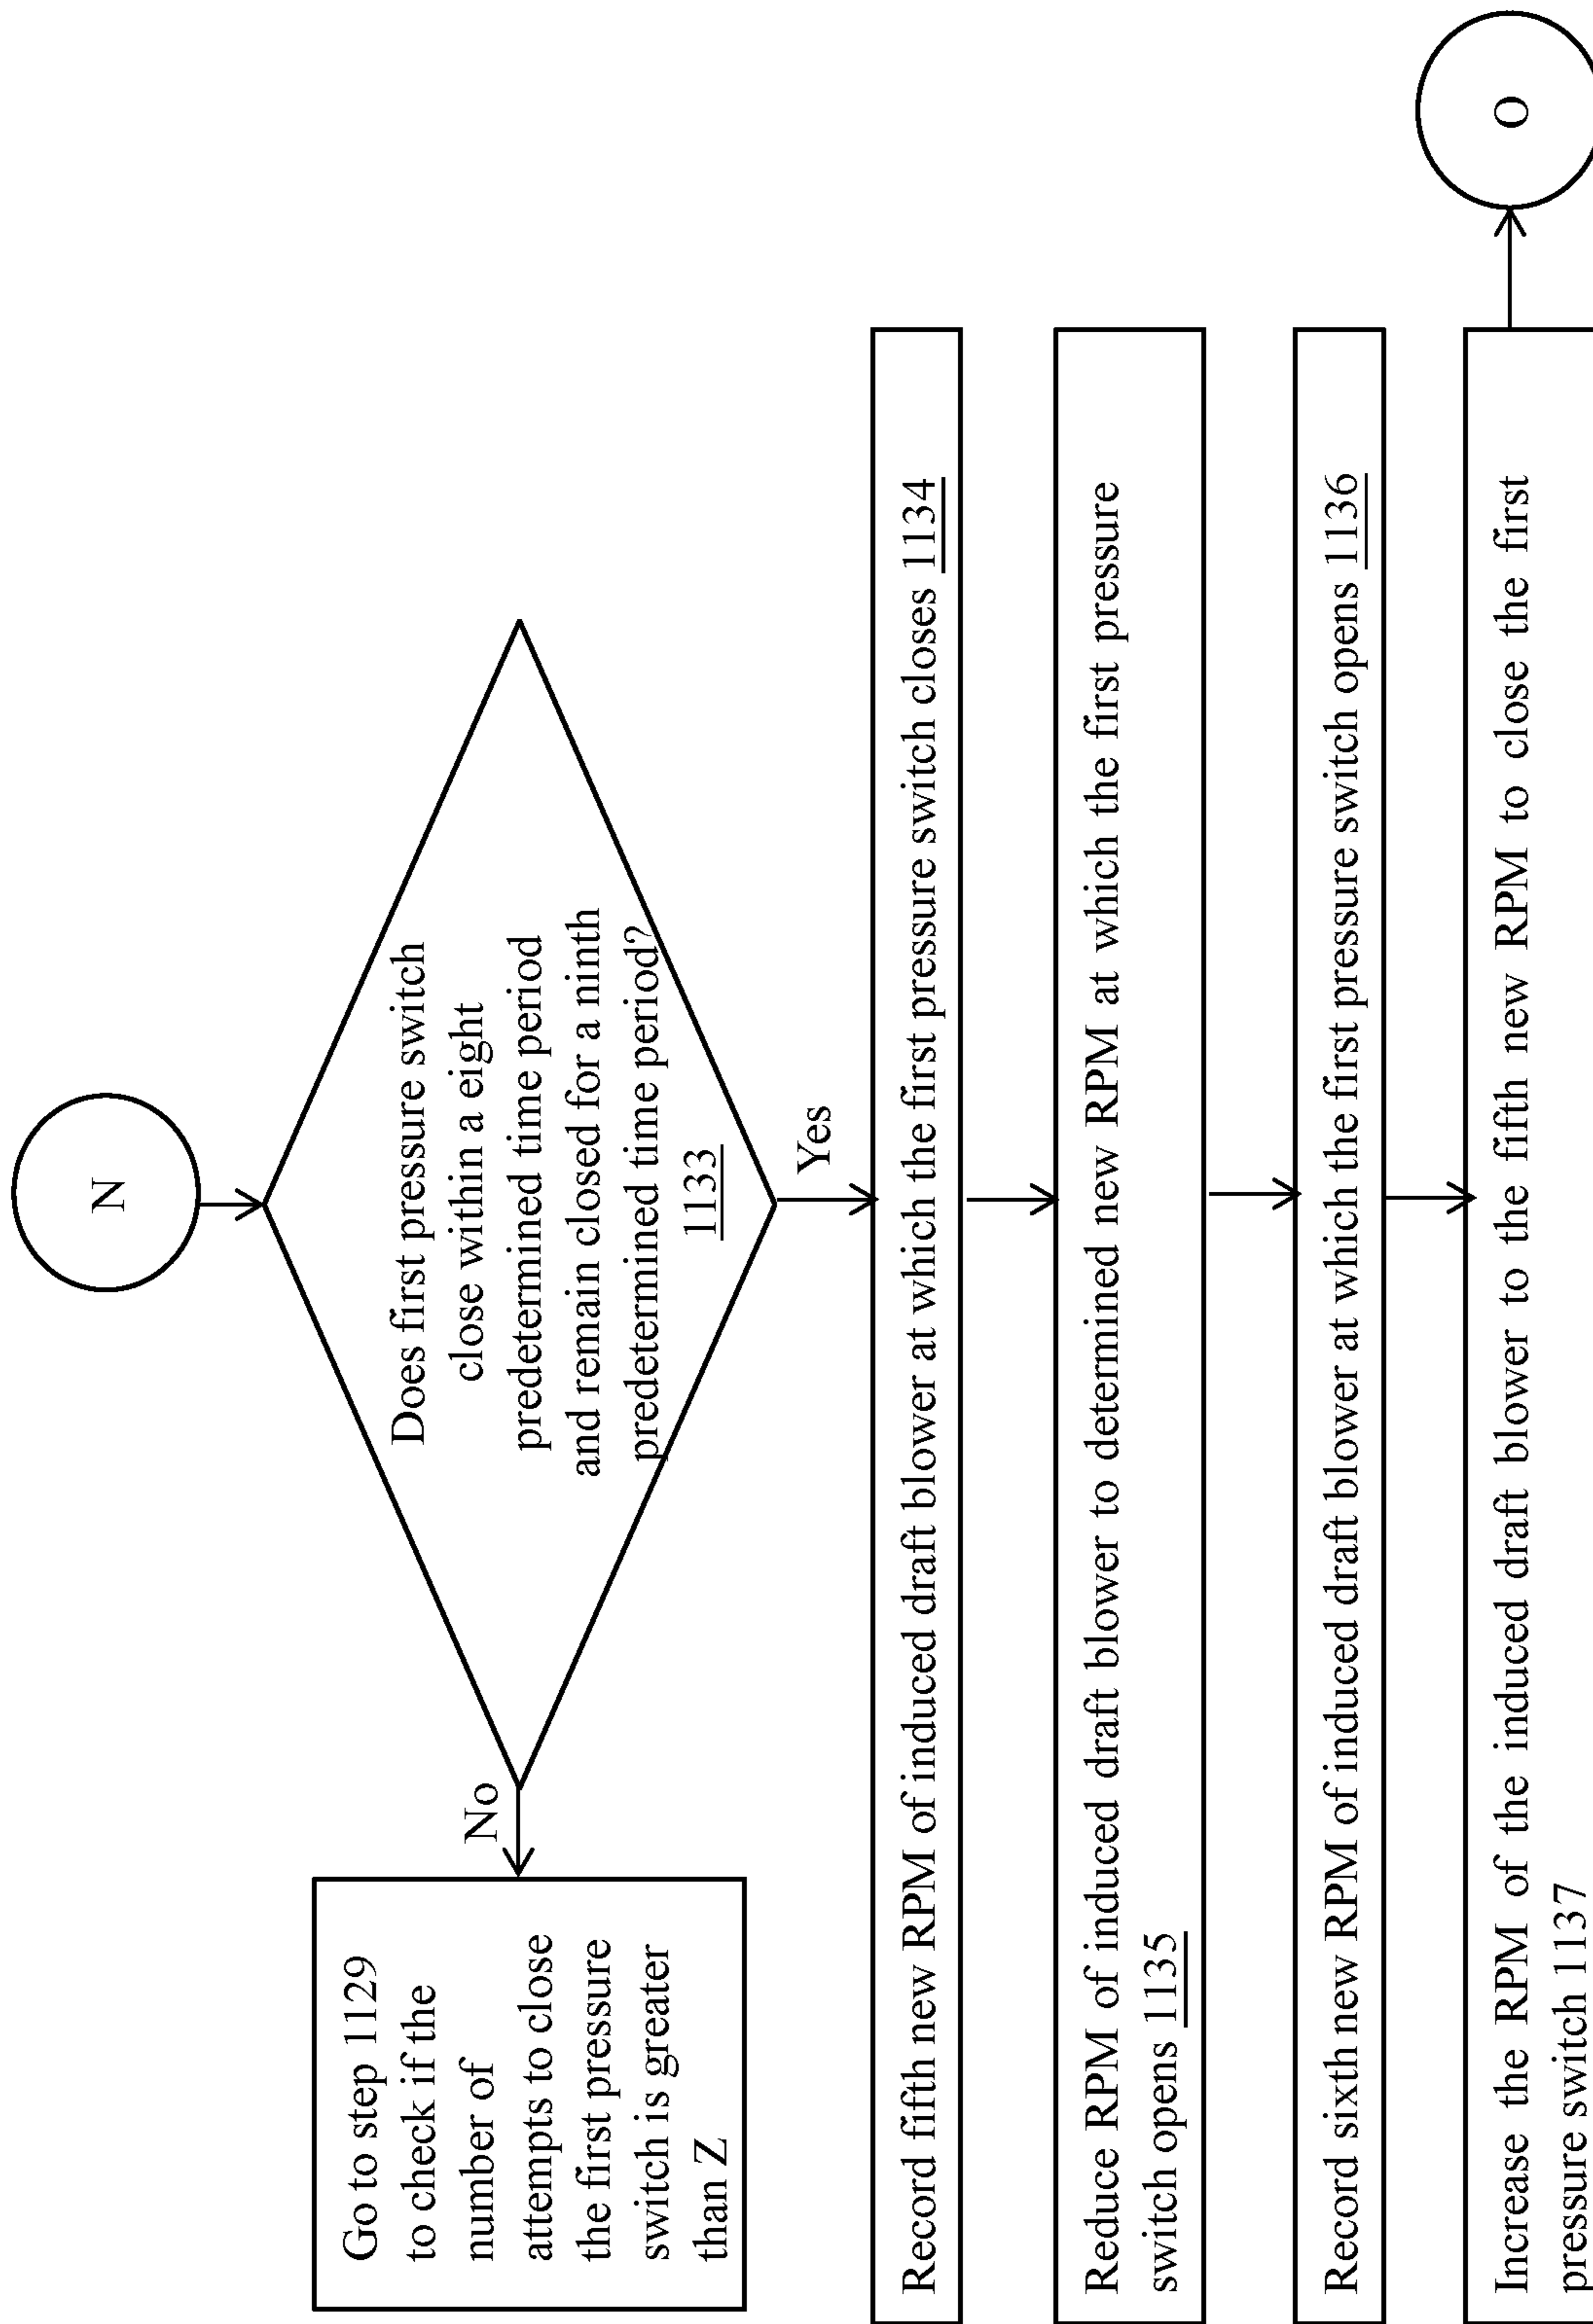 N
Does first pressure switch
close within a eight
predetermined time period
and remain closed for a ninth
predetermined time period?
1133
No
Go to step 1129
to check if the
number of
attempts to close
the first pressure
switch is greater
than Z
Yes
Record fifth new RPM of induced draft blower at which the first pressure switch closes 1134
Reduce RPM of induced draft blower to determined new RPM at which the first pressure
switch opens 1135
Record sixth new RPM of induced draft blower at which the first pressure switch opens 1136
Increase the RPM of the induced draft blower to the fifth new RPM to close the first
pressure switch 1137
O